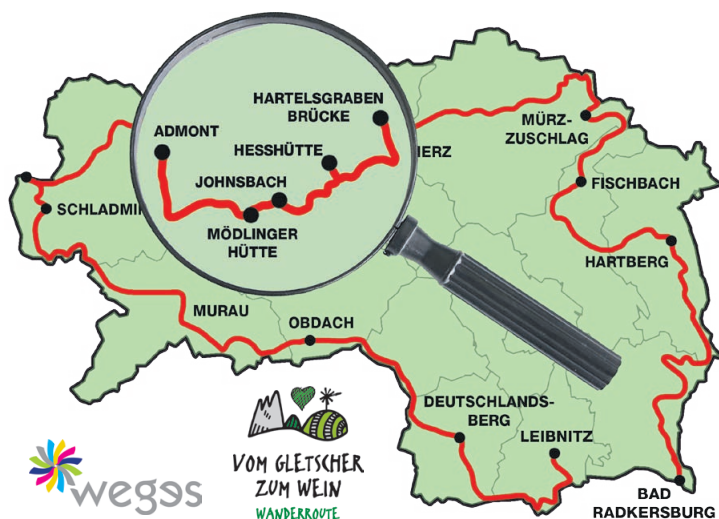 HARTELSGRABEN
BRÜCKE
ADMONT
HESSHÜTTE
JOHNSBACH
MÖDLINGER
HÜTTE
IERZ
MÜRZ-
ZUSCHLAG
FISCHBACH
SCHLADMI
HARTBERG
MURAU
OBDACH
DEUTSCHLANDS-
BERG
LEIBNITZ
BAD
RADKERSBURG
weges
VOM GLETSCHER
ZUM WEIN
WANDERROUTE